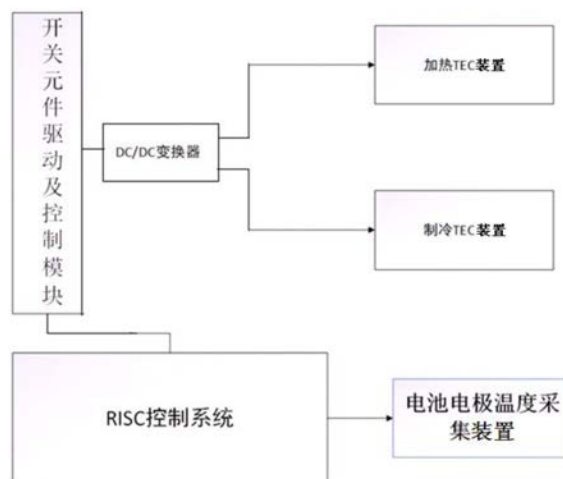 开关元件驱动及控制模块
加热TEC装置
DC/DC变换器
制冷TEC装置
RISC控制系统
电池电极温度采
集装置